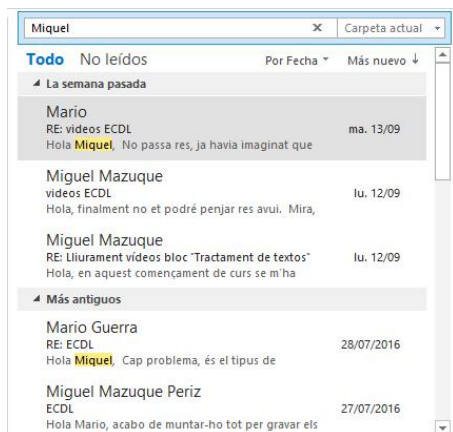 Miquel
Carpeta actual
Todo No leídos Por Fecha Más nuevo ↓
La semana pasada
Mario
RE: videos ECDL ma. 13/09
Hola Miquel, No passa res, ja havia imaginat que
Miguel Mazuque
videos ECDL lu. 12/09
Hola, finalment no et podré penjar res avui. Mira,
Miguel Mazuque
RE: Lliurament vídeos bloc "Tractament de textos" lu. 12/09
Hola, en aquest començament de curs se m'ha
Más antiguos
Mario Guerra
RE: ECDL 28/07/2016
Hola Miquel, Cap problema, és el tipus de
Miguel Mazuque Periz
ECDL 27/07/2016
Hola Mario, acabo de muntar-ho tot per gravar els